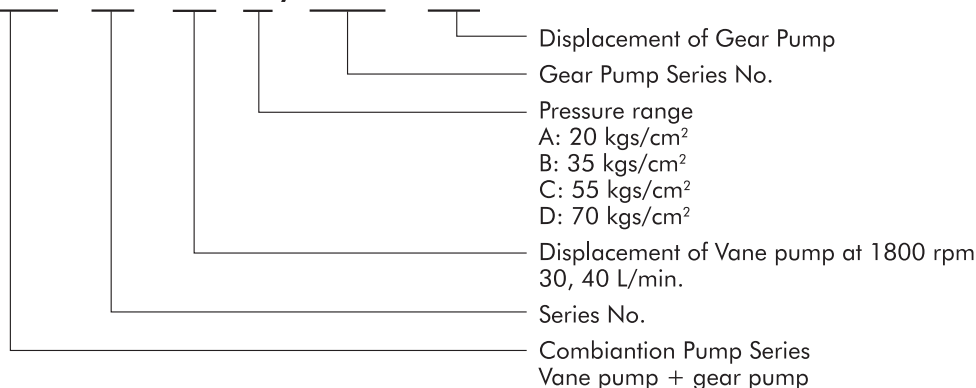 Displacement of Gear Pump
Gear Pump Series No.
Pressure range
A: 20 kgs/cm²
B: 35 kgs/cm²
C: 55 kgs/cm²
D: 70 kgs/cm²
Displacement of Vane pump at 1800 rpm
30, 40 L/min.
Series No.
Combiantion Pump Series
Vane pump + gear pump